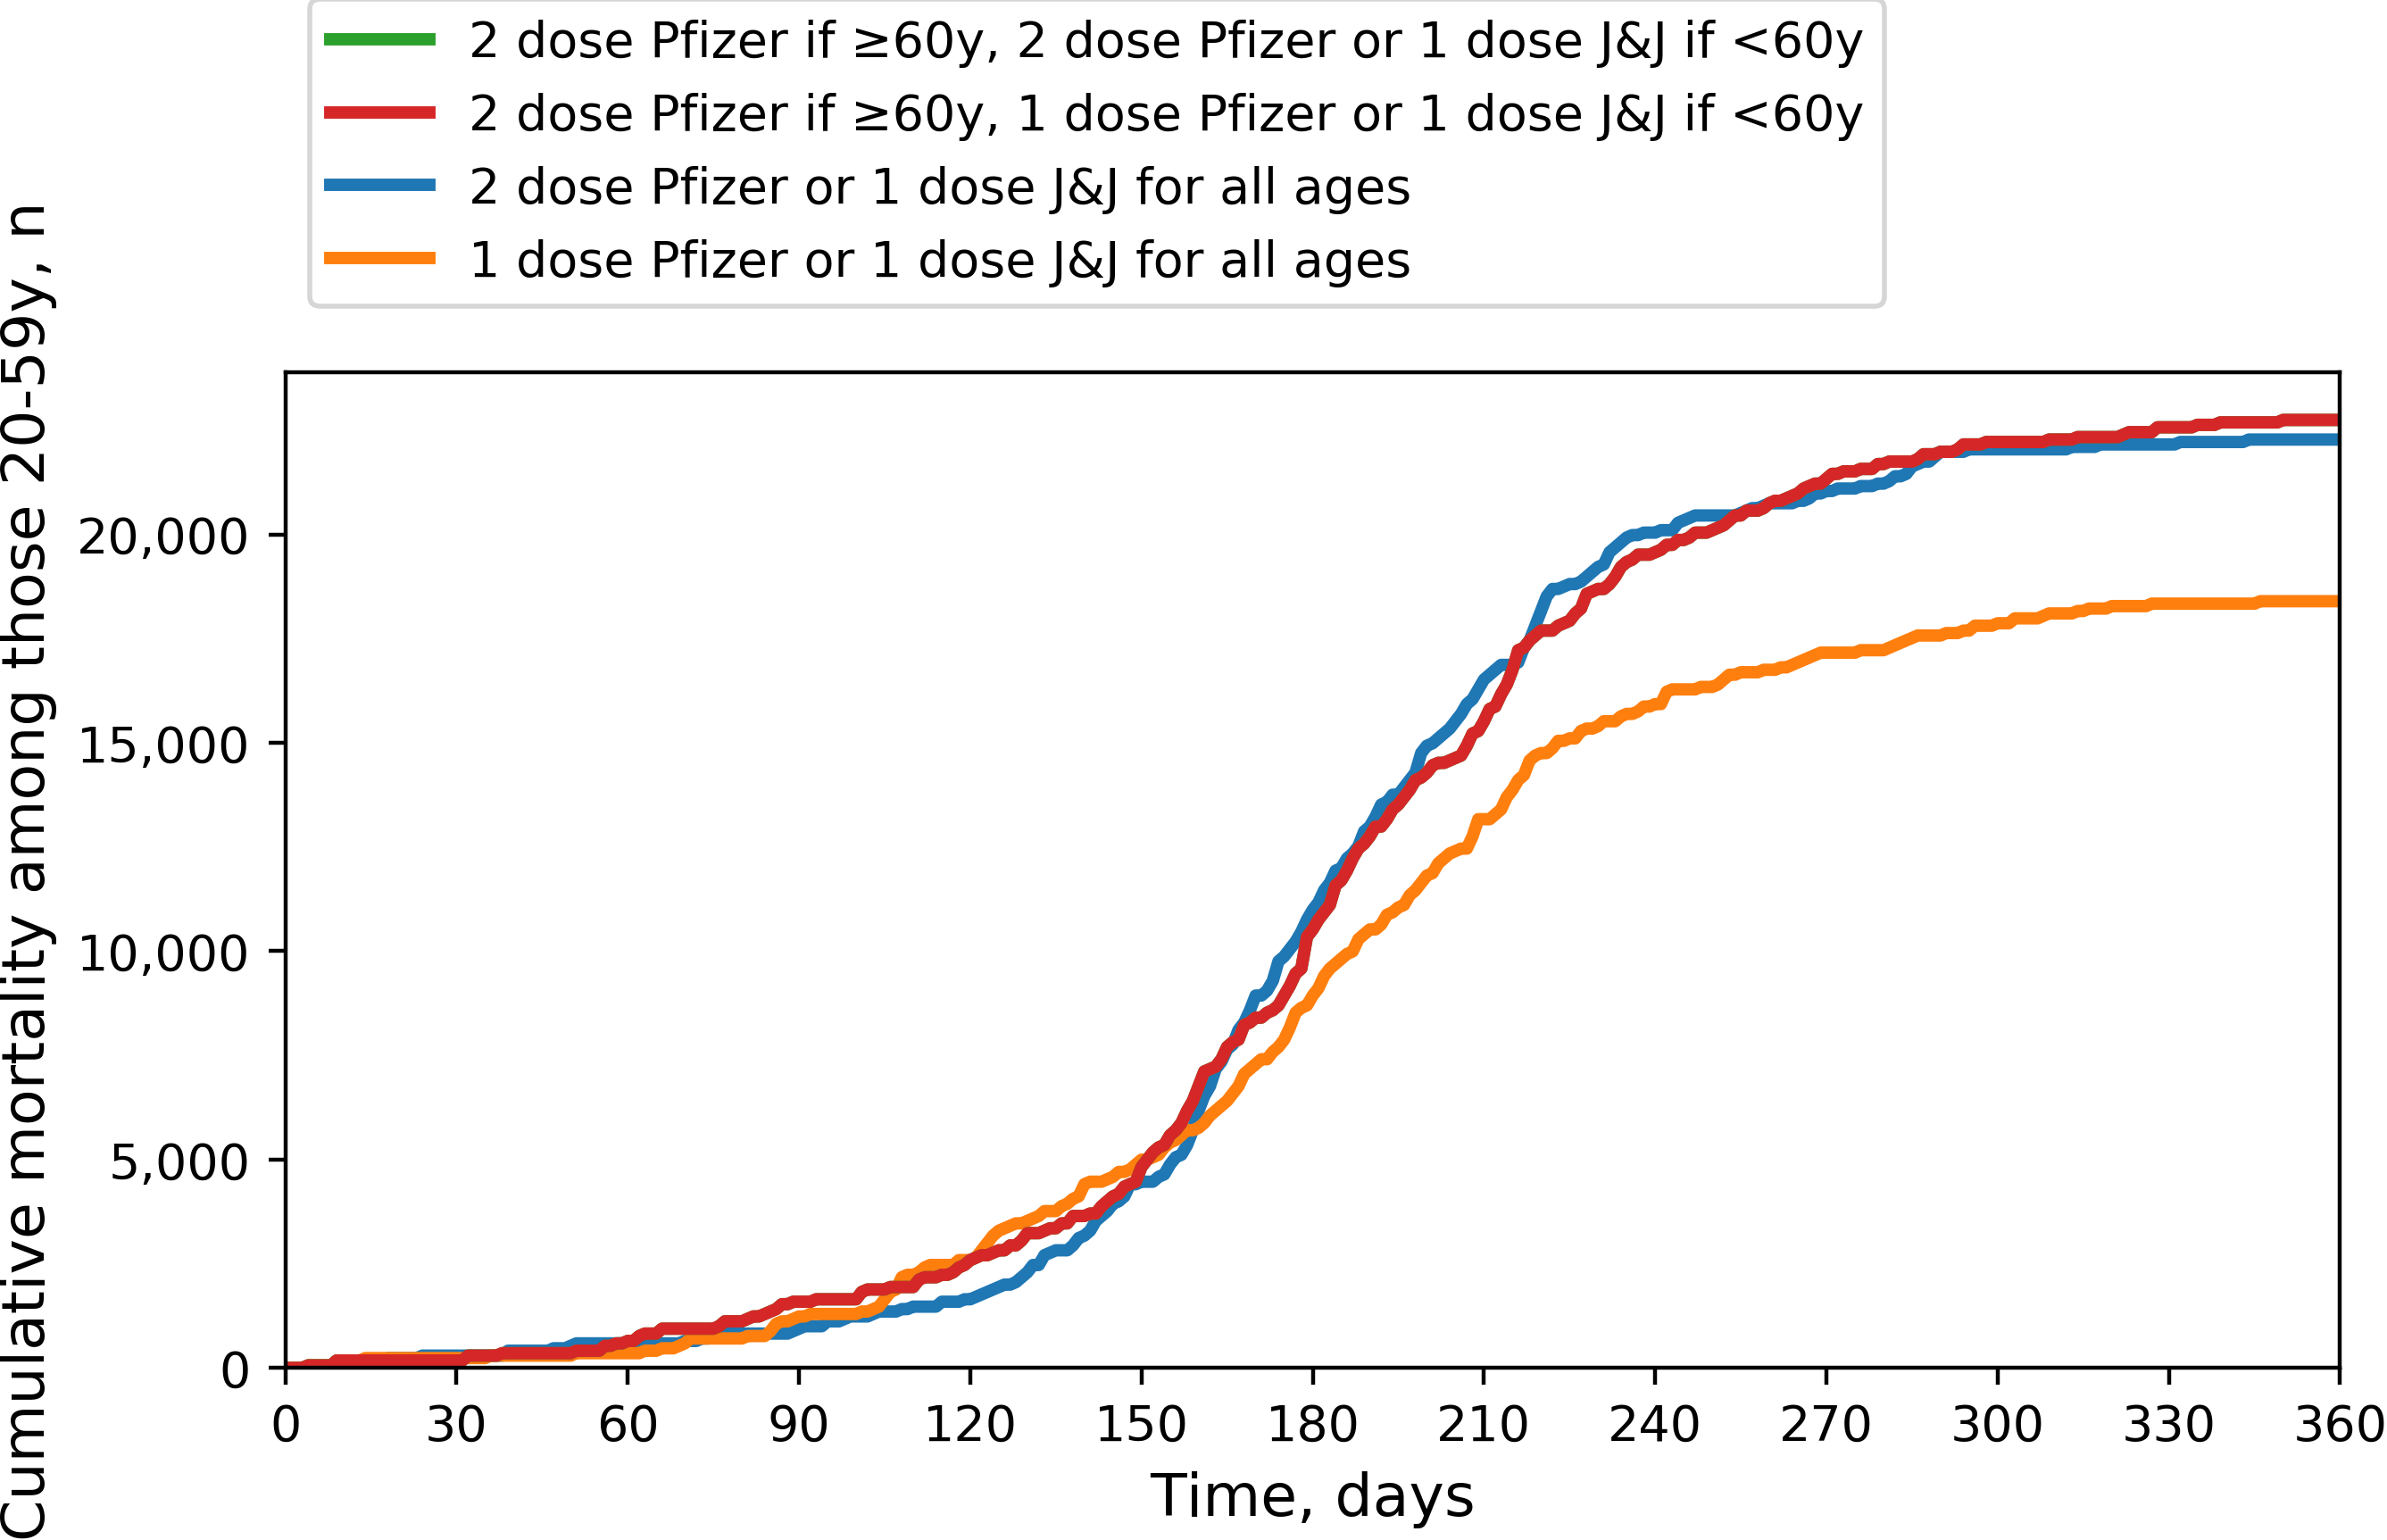 2 dose Pfizer if ≥60y, 2 dose Pfizer or 1 dose J&J if <60y
2 dose Pfizer if ≥60y, 1 dose Pfizer or 1 dose J&J if <60y
2 dose Pfizer or 1 dose J&J for all ages
1 dose Pfizer or 1 dose J&J for all ages
Cumulative mortality among those 20-59y, n
20,000
15,000
10,000
5,000
0
0 30 60 90 120 150 180 210 240 270 300 330 360
Time, days